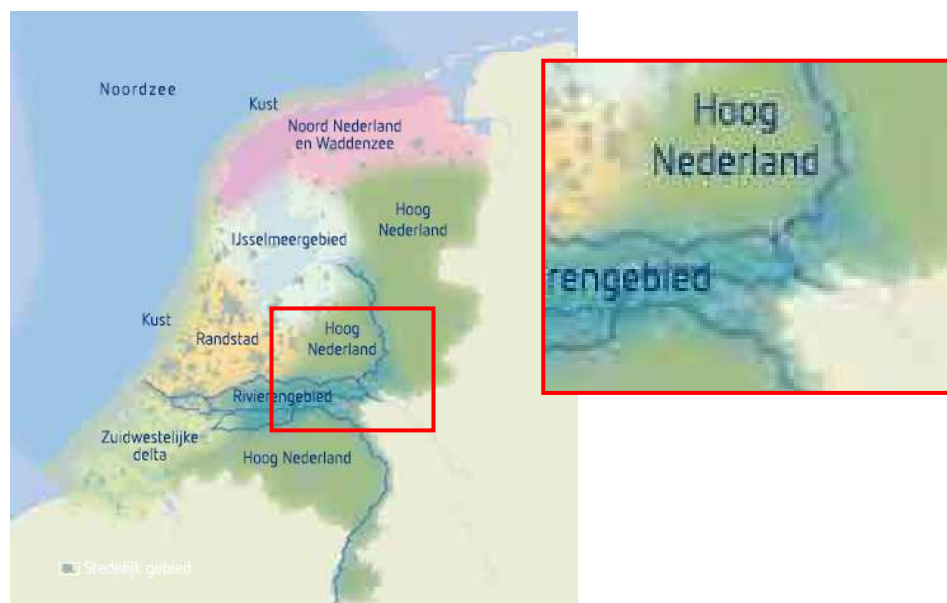 Noordzee
Kust
Noord Nederland
en Waddenzee
Hoog
Nederland
IJsselmeergebied
Kust
Randstad
Hoog
Nederland
Rivierengebied
Zuidwestelijke
delta
Hoog Nederland
Stedelijk gebied
Hoog
Nederland
rengebied